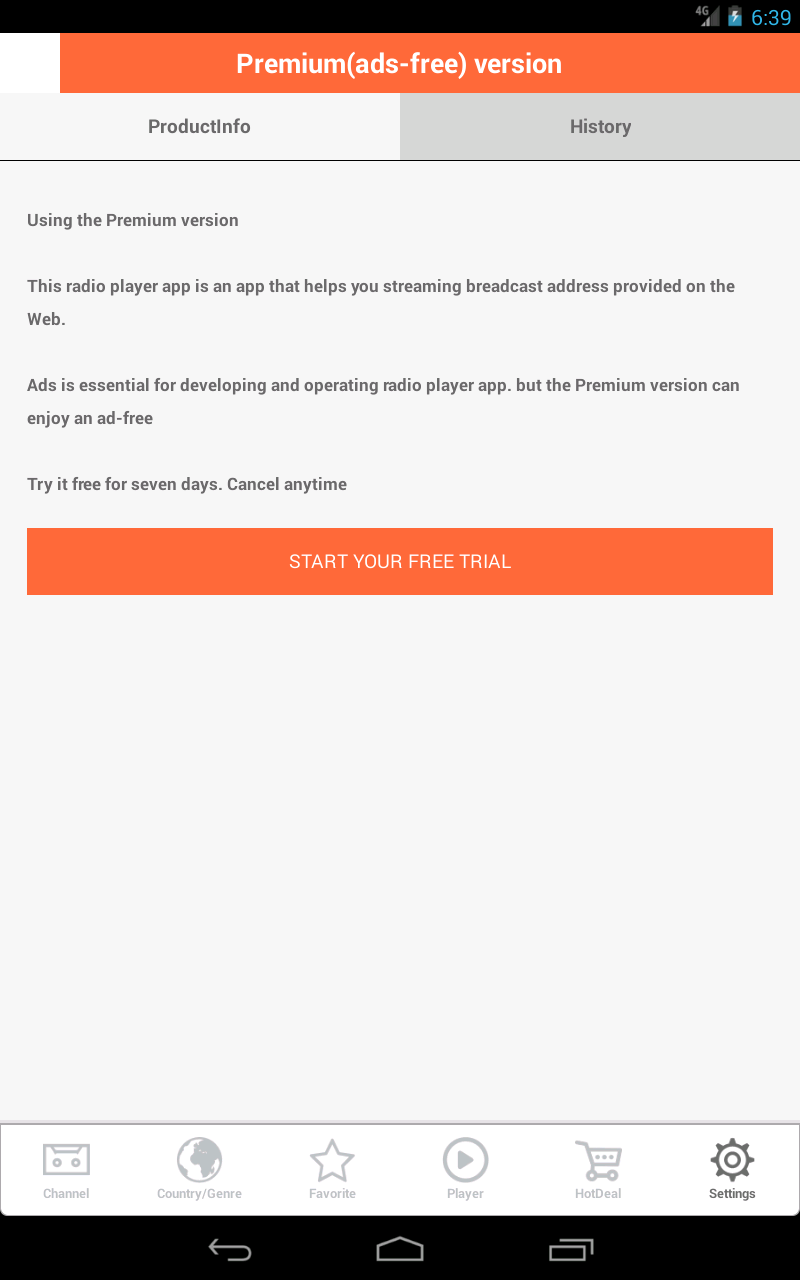 4G 6:39
Premium(ads-free) version
ProductInfo History
Using the Premium version
This radio player app is an app that helps you streaming breadcast address provided on the
Web.
Ads is essential for developing and operating radio player app. but the Premium version can
enjoy an ad-free
Try it free for seven days. Cancel anytime
START YOUR FREE TRIAL
Channel Country/Genre Favorite Player HotDeal Settings